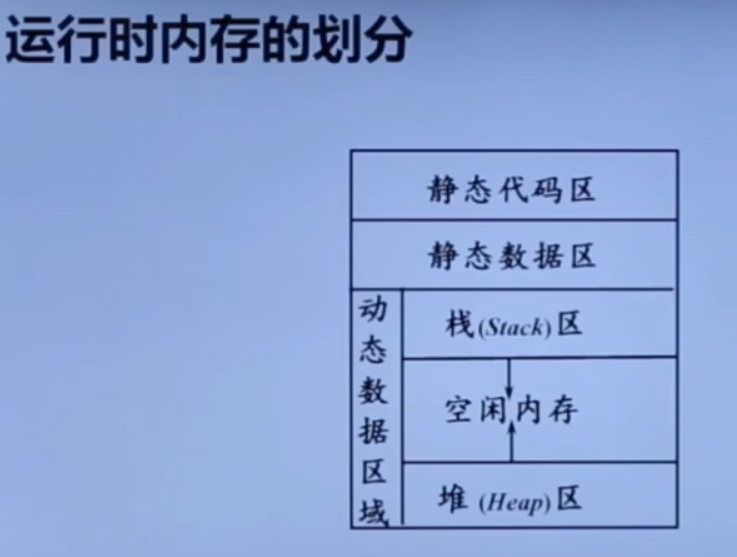 运行时内存的划分
静态代码区
静态数据区
动态数据区域
栈(Stack)区
空闲内存
堆(Heap)区